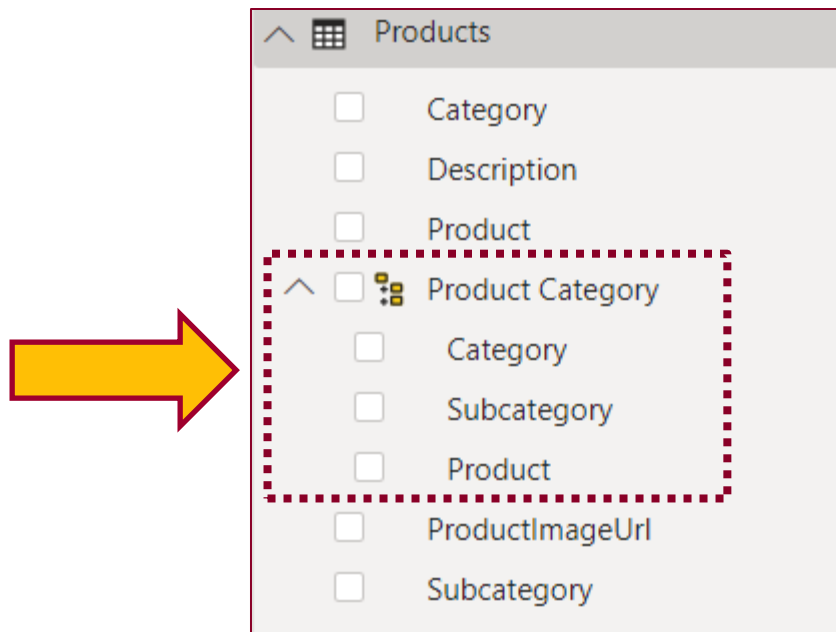 Products
Category
Description
Product
Product Category
Category
Subcategory
Product
ProductImageUrl
Subcategory